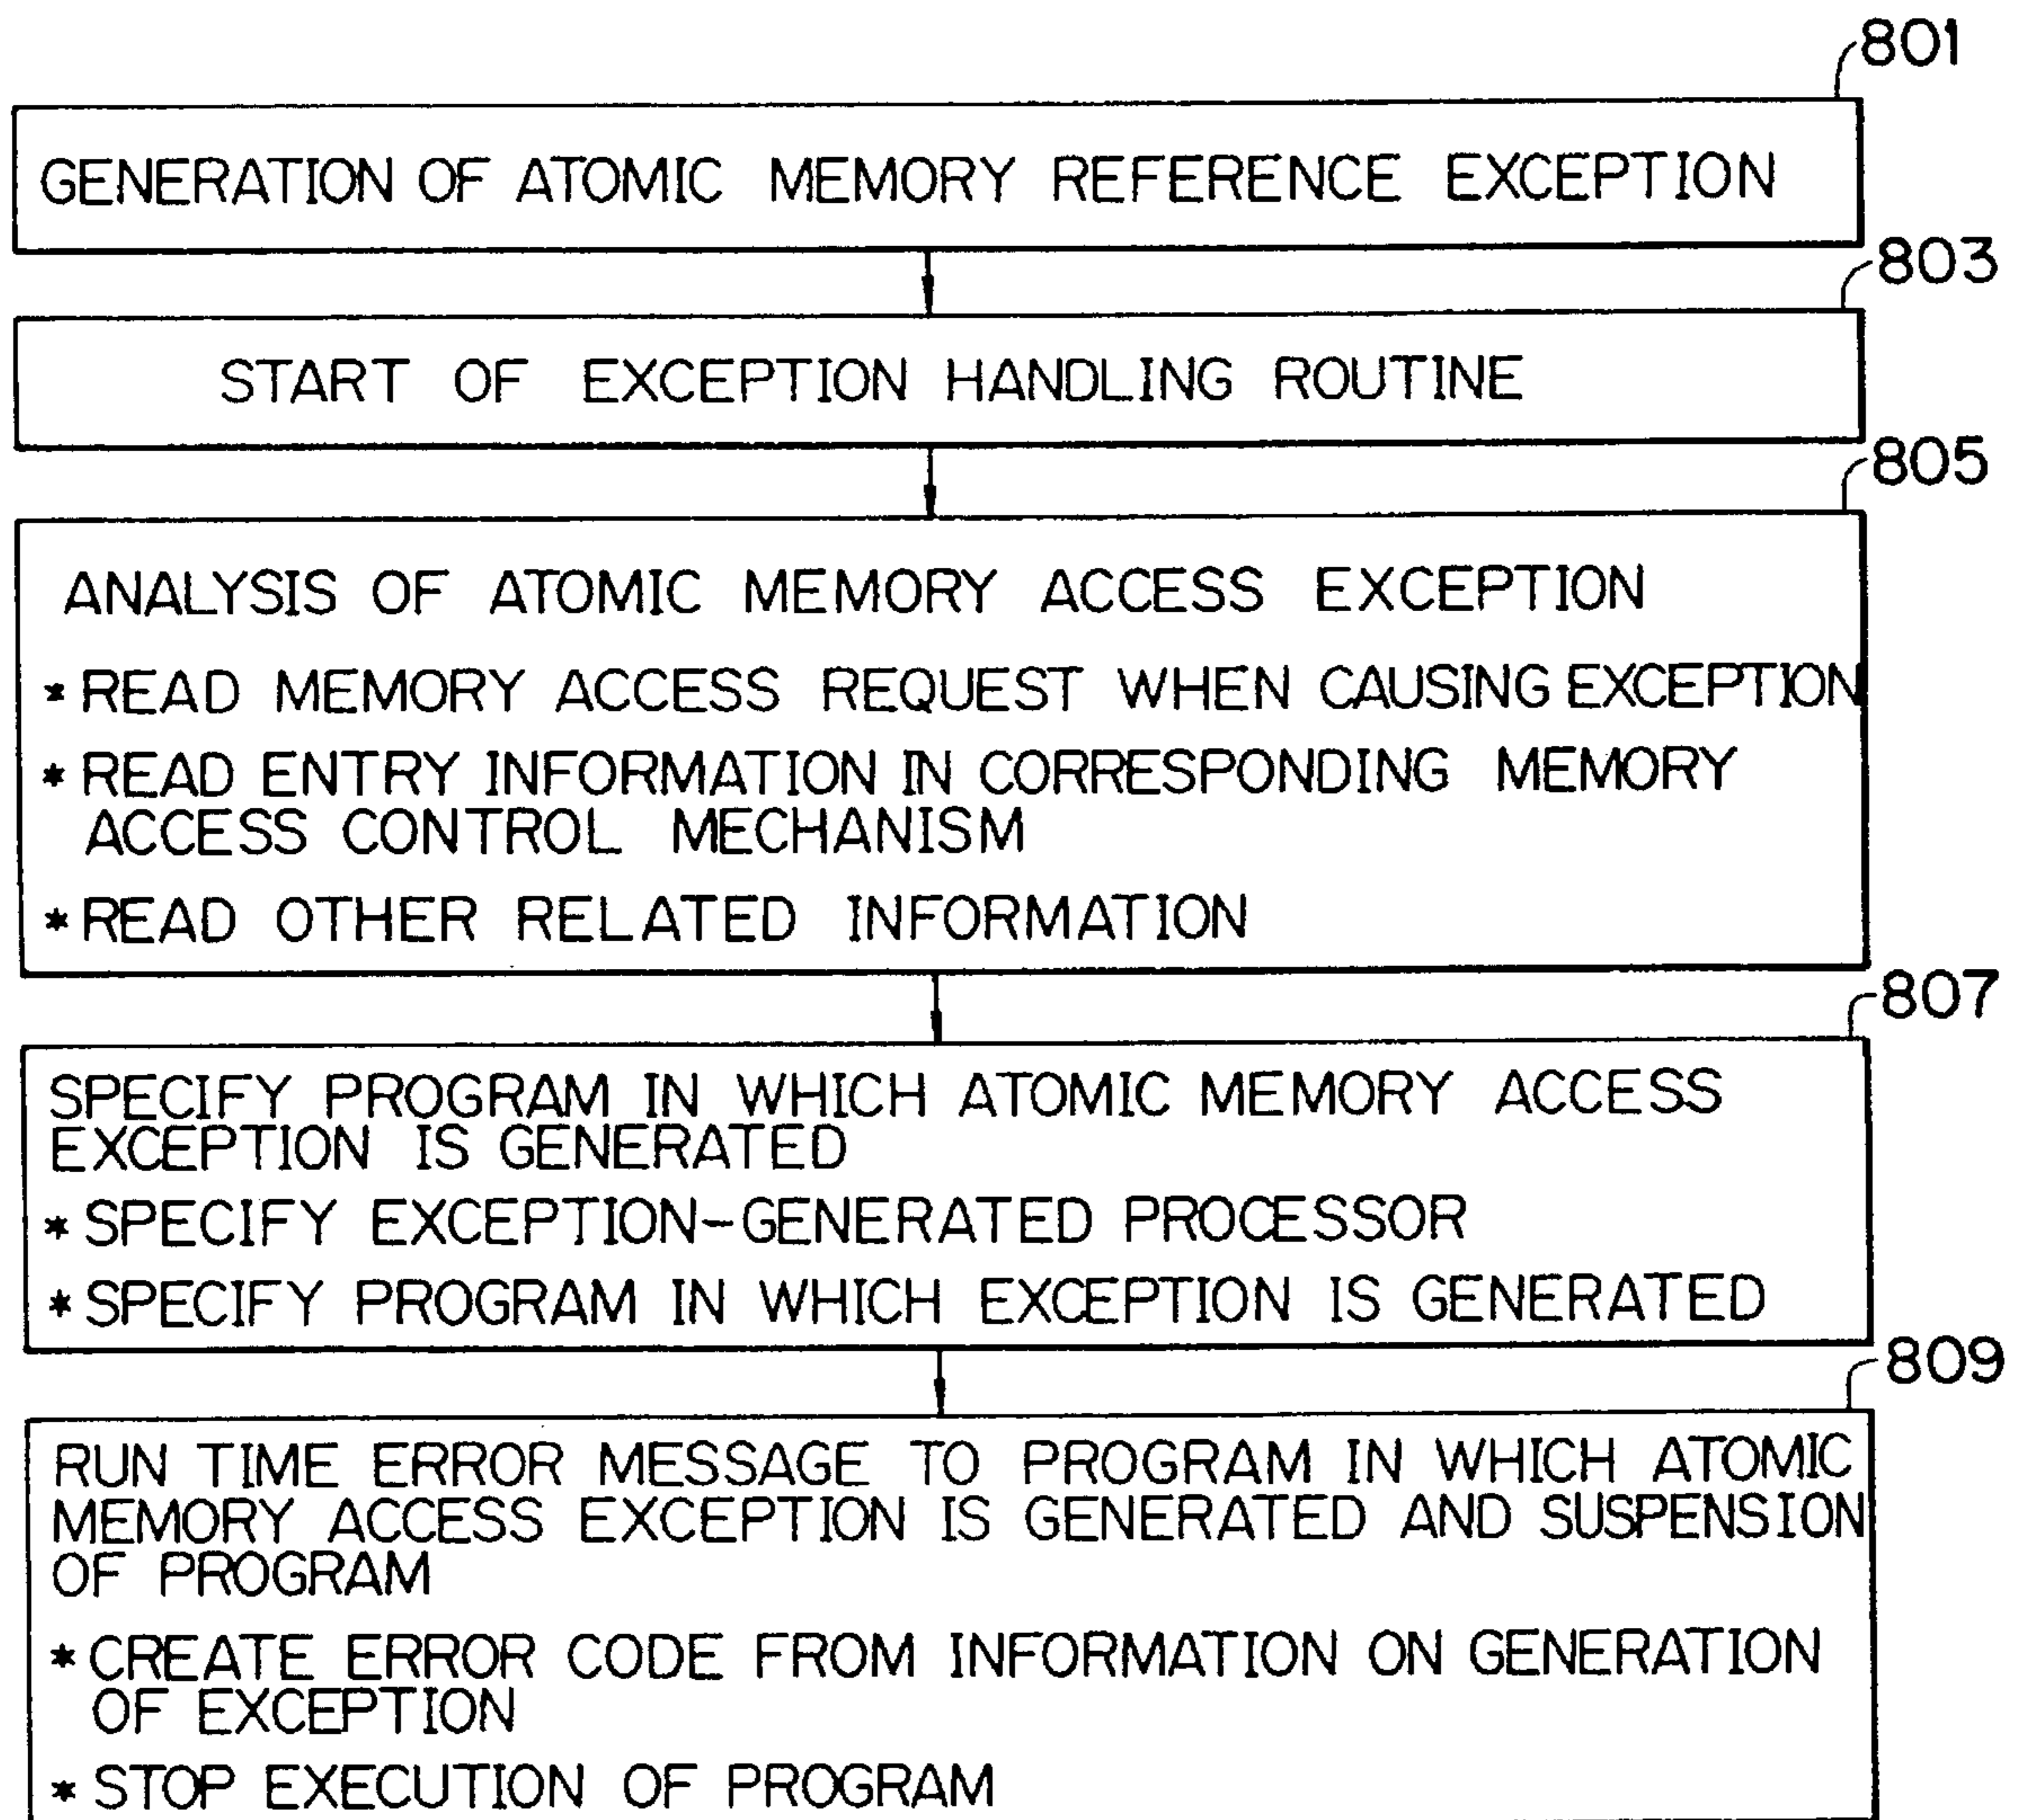 801
GENERATION OF ATOMIC MEMORY REFERENCE EXCEPTION
803
START OF EXCEPTION HANDLING ROUTINE
805
ANALYSIS OF ATOMIC MEMORY ACCESS EXCEPTION
* READ MEMORY ACCESS REQUEST WHEN CAUSING EXCEPTION
* READ ENTRY INFORMATION IN CORRESPONDING MEMORY
ACCESS CONTROL MECHANISM
* READ OTHER RELATED INFORMATION
807
SPECIFY PROGRAM IN WHICH ATOMIC MEMORY ACCESS
EXCEPTION IS GENERATED
* SPECIFY EXCEPTION-GENERATED PROCESSOR
* SPECIFY PROGRAM IN WHICH EXCEPTION IS GENERATED
809
RUN TIME ERROR MESSAGE TO PROGRAM IN WHICH ATOMIC
MEMORY ACCESS EXCEPTION IS GENERATED AND SUSPENSION
OF PROGRAM
* CREATE ERROR CODE FROM INFORMATION ON GENERATION
OF EXCEPTION
* STOP EXECUTION OF PROGRAM